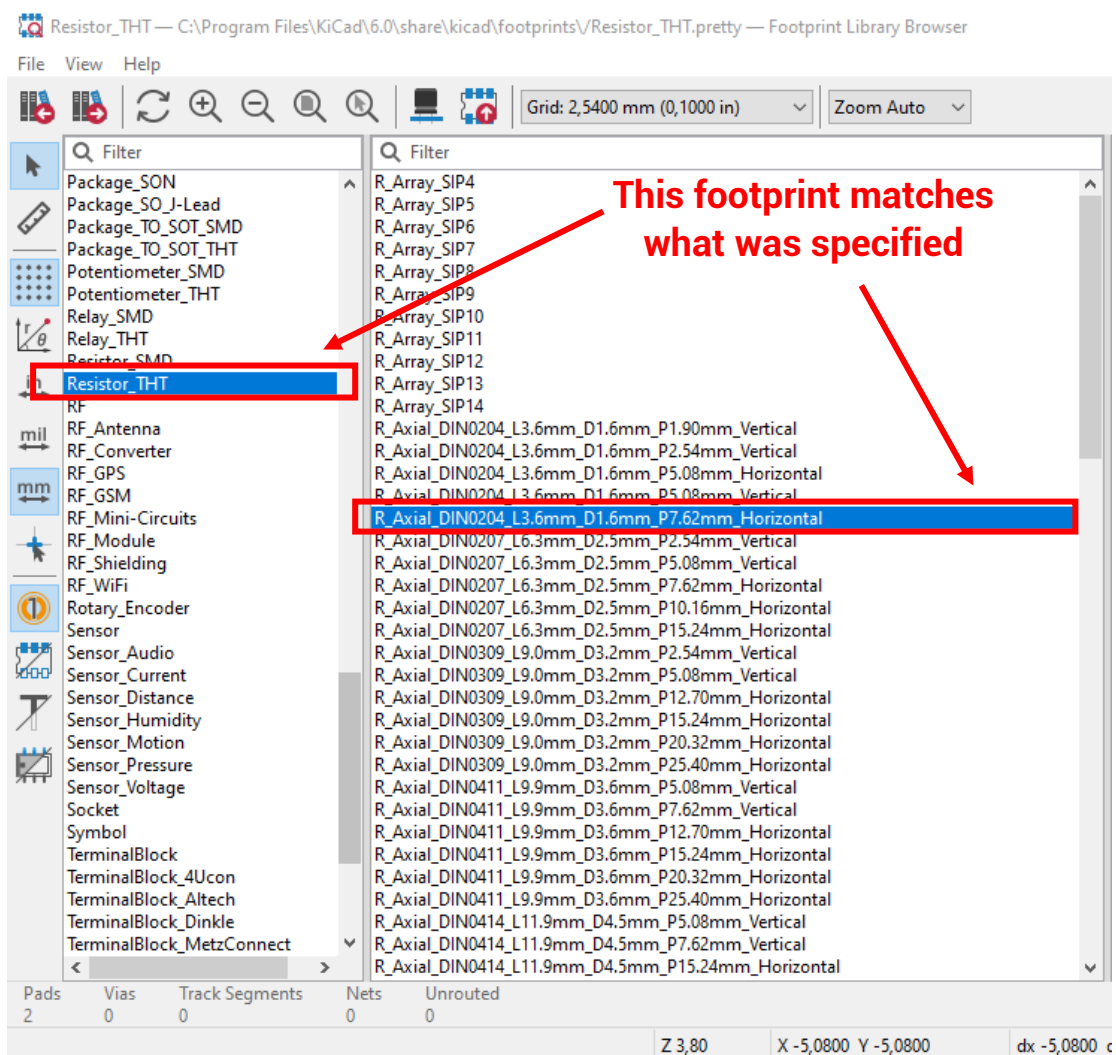 Resistor_THT — C:\Program Files\KiCad\6.0\share\kicad\footprints\/Resistor_THT.pretty — Footprint Library Browser
File View Help
Grid: 2,5400 mm (0,1000 in) Zoom Auto
in
mil
mm
Filter
Package_SON
Package_SO_J-Lead
Package_TO_SOT_SMD
Package_TO_SOT_THT
Potentiometer_SMD
Potentiometer_THT
Relay_SMD
Relay_THT
Resistor_SMD
Resistor_THT
RF
RF_Antenna
RF_Converter
RF_GPS
RF_GSM
RF_Mini-Circuits
RF_Module
RF_Shielding
RF_WiFi
Rotary_Encoder
Sensor
Sensor_Audio
Sensor_Current
Sensor_Distance
Sensor_Humidity
Sensor_Motion
Sensor_Pressure
Sensor_Voltage
Socket
Symbol
TerminalBlock
TerminalBlock_4Ucon
TerminalBlock_Altech
TerminalBlock_Dinkle
TerminalBlock_MetzConnect
Filter
R_Array_SIP4
R_Array_SIP5
R_Array_SIP6
R_Array_SIP7
R_Array_SIP8
R_Array_SIP9
R_Array_SIP10
R_Array_SIP11
R_Array_SIP12
R_Array_SIP13
R_Array_SIP14
R_Axial_DIN0204_L3.6mm_D1.6mm_P1.90mm_Vertical
R_Axial_DIN0204_L3.6mm_D1.6mm_P2.54mm_Vertical
R_Axial_DIN0204_L3.6mm_D1.6mm_P5.08mm_Horizontal
R_Axial_DIN0204_L3.6mm_D1.6mm_P5.08mm_Vertical
R_Axial_DIN0204_L3.6mm_D1.6mm_P7.62mm_Horizontal
R_Axial_DIN0207_L6.3mm_D2.5mm_P2.54mm_Vertical
R_Axial_DIN0207_L6.3mm_D2.5mm_P5.08mm_Vertical
R_Axial_DIN0207_L6.3mm_D2.5mm_P7.62mm_Horizontal
R_Axial_DIN0207_L6.3mm_D2.5mm_P10.16mm_Horizontal
R_Axial_DIN0207_L6.3mm_D2.5mm_P15.24mm_Horizontal
R_Axial_DIN0309_L9.0mm_D3.2mm_P2.54mm_Vertical
R_Axial_DIN0309_L9.0mm_D3.2mm_P5.08mm_Vertical
R_Axial_DIN0309_L9.0mm_D3.2mm_P12.70mm_Horizontal
R_Axial_DIN0309_L9.0mm_D3.2mm_P15.24mm_Horizontal
R_Axial_DIN0309_L9.0mm_D3.2mm_P20.32mm_Horizontal
R_Axial_DIN0309_L9.0mm_D3.2mm_P25.40mm_Horizontal
R_Axial_DIN0411_L9.9mm_D3.6mm_P5.08mm_Vertical
R_Axial_DIN0411_L9.9mm_D3.6mm_P7.62mm_Vertical
R_Axial_DIN0411_L9.9mm_D3.6mm_P12.70mm_Horizontal
R_Axial_DIN0411_L9.9mm_D3.6mm_P15.24mm_Horizontal
R_Axial_DIN0411_L9.9mm_D3.6mm_P20.32mm_Horizontal
R_Axial_DIN0411_L9.9mm_D3.6mm_P25.40mm_Horizontal
R_Axial_DIN0414_L11.9mm_D4.5mm_P5.08mm_Vertical
R_Axial_DIN0414_L11.9mm_D4.5mm_P7.62mm_Vertical
R_Axial_DIN0414_L11.9mm_D4.5mm_P15.24mm_Horizontal
This footprint matches
what was specified
Pads Vias Track Segments Nets Unrouted
2 0 0 0 0
Z 3,80 X -5,0800 Y -5,0800 dx -5,0800